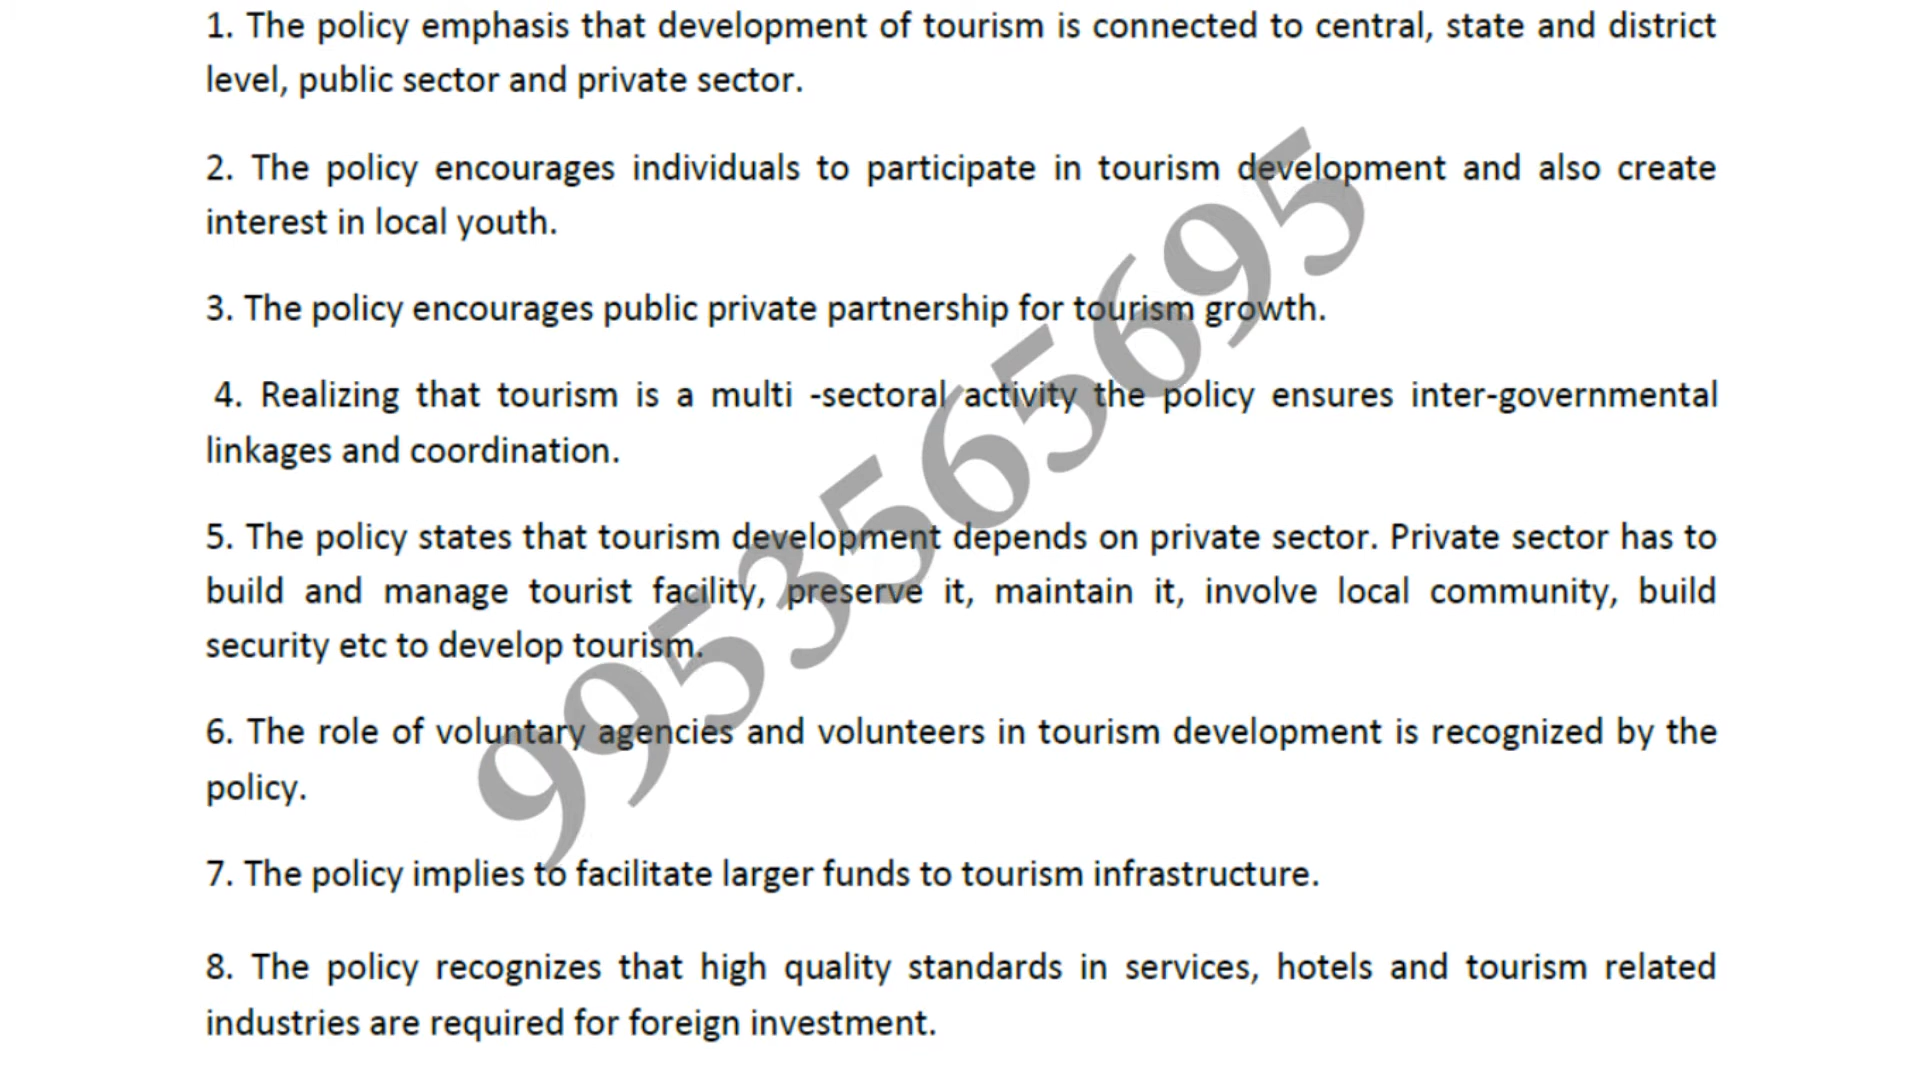 1. The policy emphasis that development of tourism is connected to central, state and district
level, public sector and private sector.
2. The policy encourages individuals to participate in tourism development and also create
interest in local youth.
3. The policy encourages public private partnership for tourism growth.
4. Realizing that tourism is a multi -sectoral activity the policy ensures inter-governmental
linkages and coordination.
5. The policy states that tourism development depends on private sector. Private sector has to
build and manage tourist facility, preserve it, maintain it, involve local community, build
security etc to develop tourism.
6. The role of voluntary agencies and volunteers in tourism development is recognized by the
policy.
7. The policy implies to facilitate larger funds to tourism infrastructure.
8. The policy recognizes that high quality standards in services, hotels and tourism related
industries are required for foreign investment.
9953565695